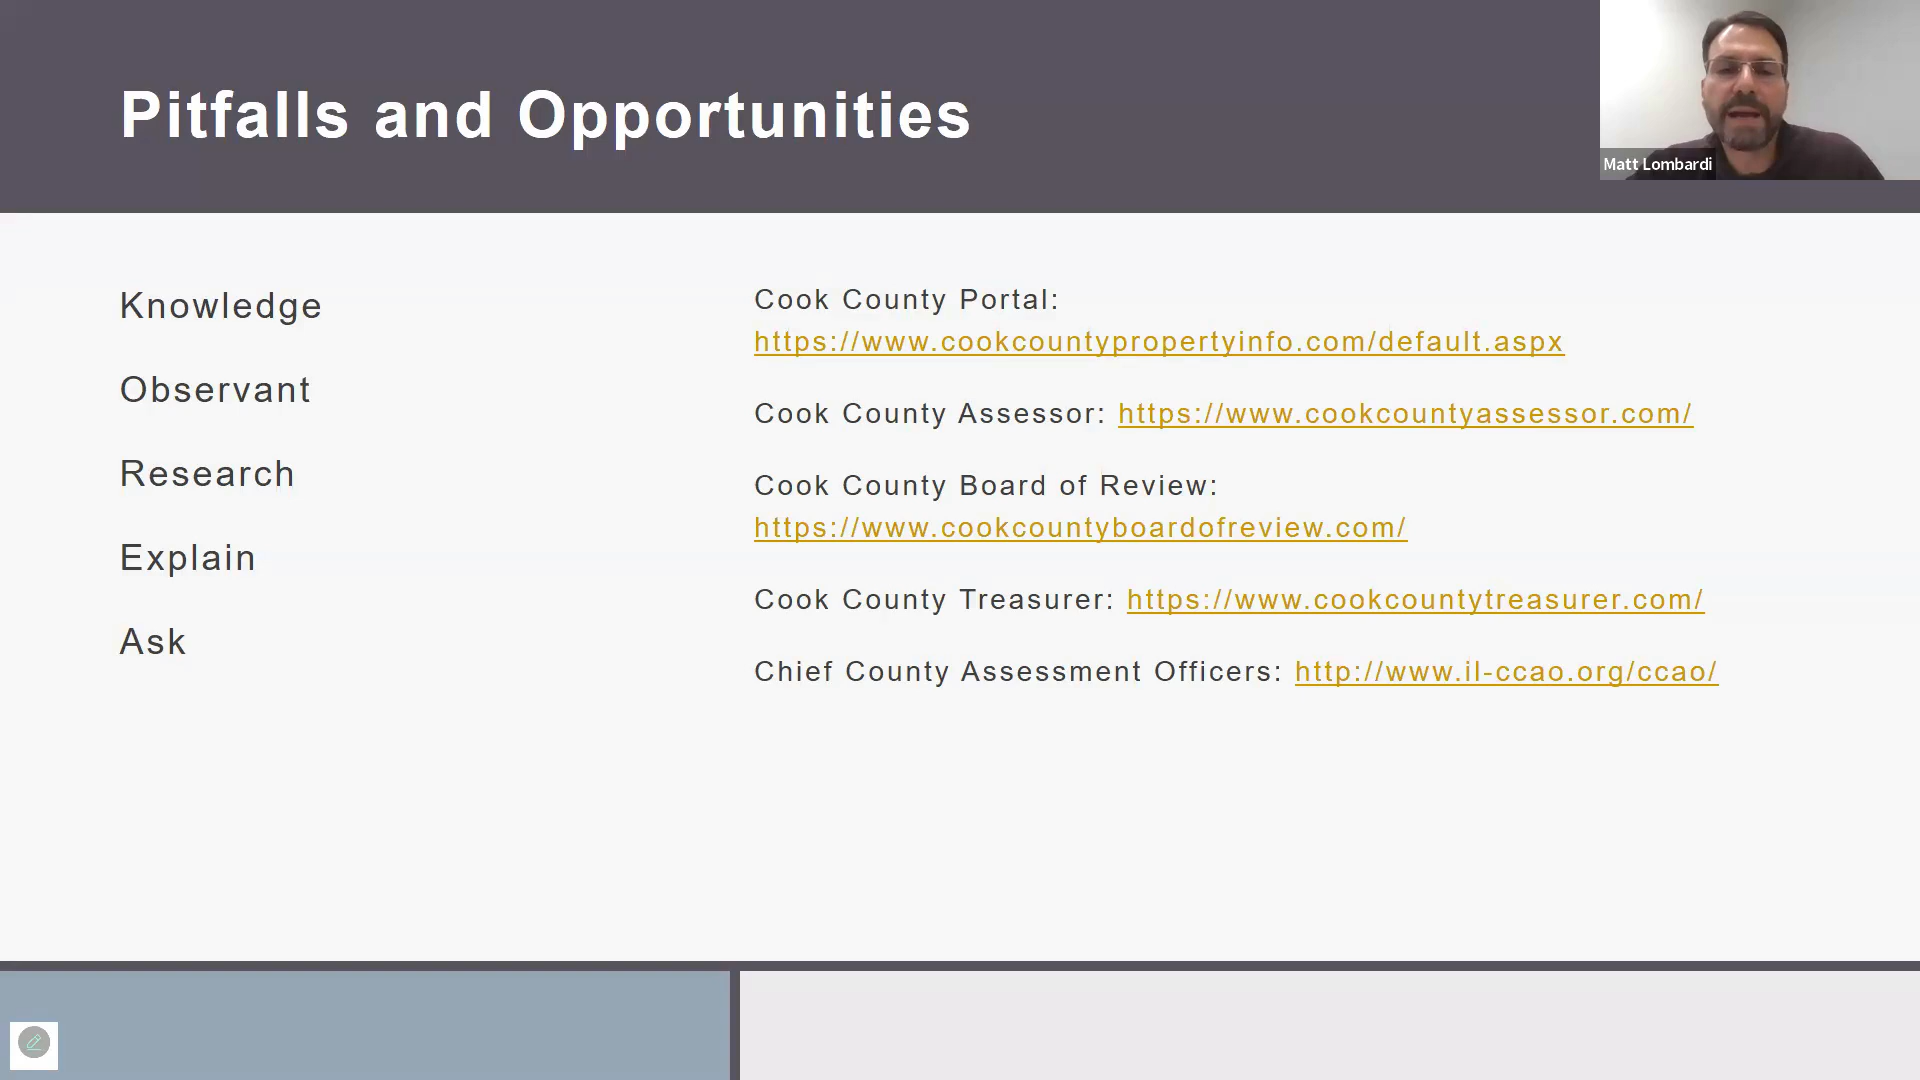 Pitfalls and Opportunities
Matt Lombardi
Knowledge
Observant
Research
Explain
Ask
Cook County Portal:
https://www.cookcountypropertyinfo.com/default.aspx
Cook County Assessor: https://www.cookcountyassessor.com/
Cook County Board of Review:
https://www.cookcountyboardofreview.com/
Cook County Treasurer: https://www.cookcountytreasurer.com/
Chief County Assessment Officers: http://www.il-ccao.org/ccao/